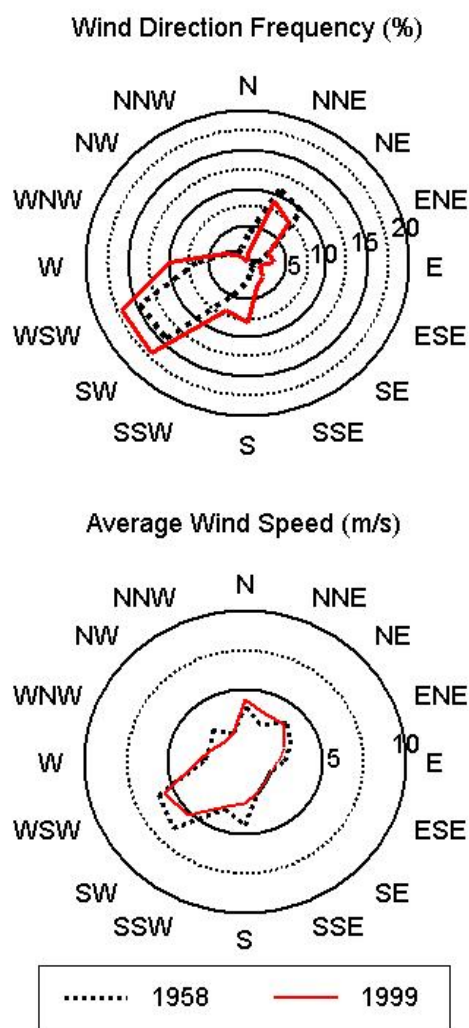 Wind Direction Frequency (%)
N
NNW NNE
NW NE
WNW ENE
5 10 15 20
W E
WSW ESE
SW SE
SSW SSE
S
Average Wind Speed (m/s)
N
NNW NNE
NW NE
WNW ENE
5 10
W E
WSW ESE
SW SE
SSW SSE
S
1958 1999